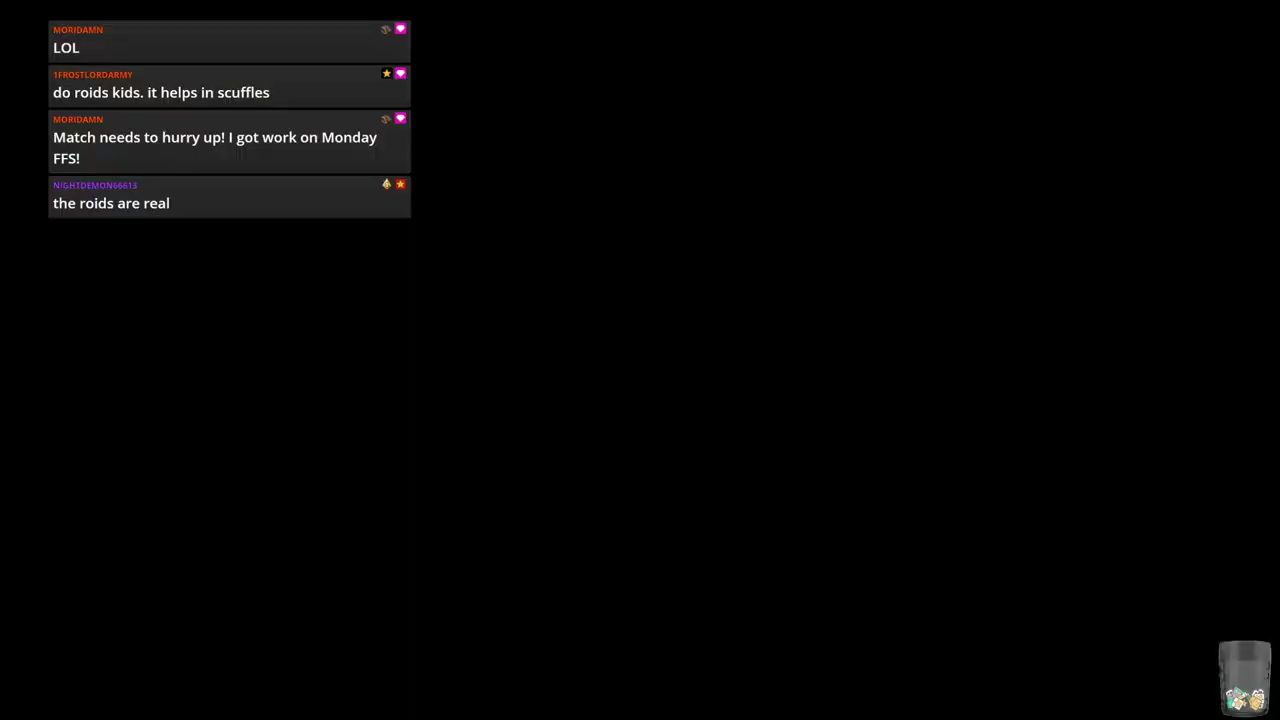 MORIDAMN
LOL
1FROSTLORDARMY
do roids kids. it helps in scuffles
MORIDAMN
Match needs to hurry up! I got work on Monday
FFS!
NIGHTDEMON66613
the roids are real